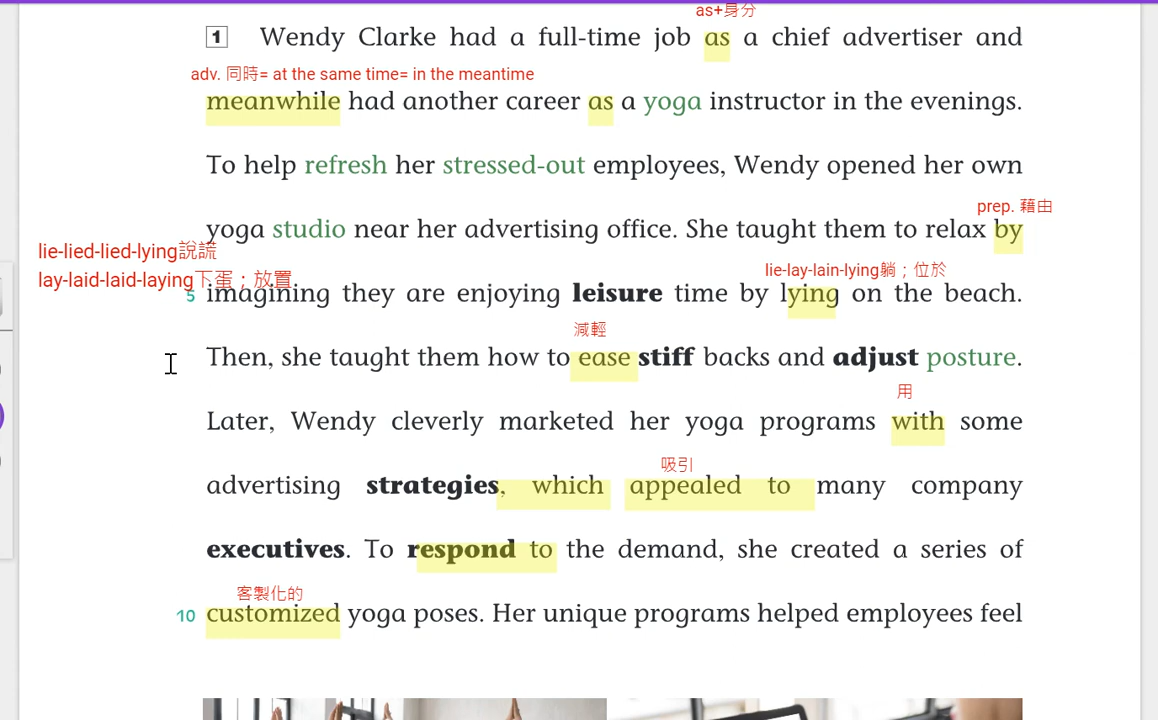 as+身分
1 Wendy Clarke had a full-time job as a chief advertiser and
adv. 同時= at the same time= in the meantime
meanwhile had another career as a yoga instructor in the evenings.
To help refresh her stressed-out employees, Wendy opened her own
prep. 藉由
yoga studio near her advertising office. She taught them to relax by
lie-lied-lied-lying說謊
lay-laid-laid-laying下蛋；放置
lie-lay-lain-lying躺；位於
5 imagining they are enjoying leisure time by lying on the beach.
減輕
Then, she taught them how to ease stiff backs and adjust posture.
用
Later, Wendy cleverly marketed her yoga programs with some
吸引
advertising strategies, which appealed to many company
executives. To respond to the demand, she created a series of
客製化的
10 customized yoga poses. Her unique programs helped employees feel